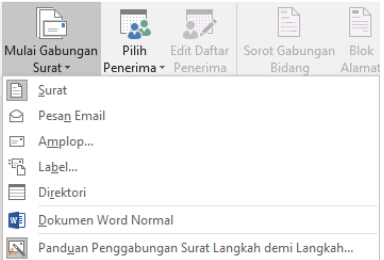 Mulai Gabungan Surat
Pilih Penerima
Edit Daftar Penerima
Sorot Gabungan Bidang
Blok Alamat
Surat
Pesan Email
Amplop...
Label...
Direktori
Dokumen Word Normal
Panduan Penggabungan Surat Langkah demi Langkah...